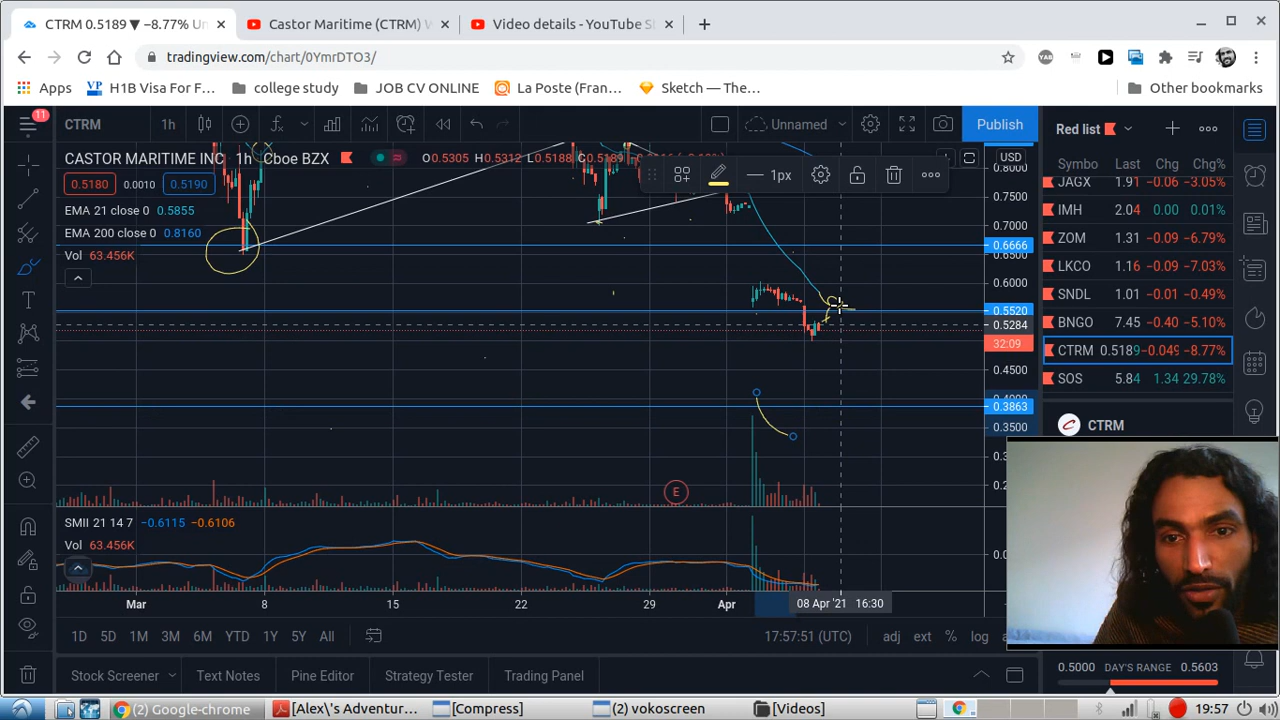 CTRM 0.5189 ▼ −8.77% Un
Castor Maritime (CTRM) W
Video details - YouTube S
tradingview.com/chart/0YmrDTO3/
Apps
H1B Visa For F...
college study
JOB CV ONLINE
La Poste (Fran...
Sketch — The...
Other bookmarks
11
CTRM
1h
Unnamed
Publish
Red list
CASTOR MARITIME INC
1h
Cboe BZX
O0.5305 H0.5312 L0.5188
USD
1px
0.5180
0.0010
0.5190
EMA 21 close 0 0.5855
EMA 200 close 0 0.8160
Vol 63.456K
0.8000
0.7500
0.7000
0.6666
0.6500
0.6000
0.5520
0.5284
32:09
0.4500
0.3863
0.3500
Symbo Last Chg Chg%
JAGX 1.91 −0.06 −3.05%
IMH 2.04 0.00 0.01%
ZOM 1.31 −0.09 −6.79%
LKCO 1.16 −0.09 −7.03%
SNDL 1.01 −0.01 −0.49%
BNGO 7.45 −0.40 −5.10%
CTRM 0.5189 −0.049 −8.77%
SOS 5.84 1.34 29.78%
CTRM
E
SMII 21 14 7 −0.6115 −0.6106
Vol 63.456K
Mar 8 15 22 29 Apr
08 Apr '21 16:30
1D 5D 1M 3M 6M YTD 1Y 5Y All
17:57:51 (UTC)
adj ext % log
Stock Screener
Text Notes
Pine Editor
Strategy Tester
Trading Panel
0.5000 DAY'S RANGE 0.5603
(2) Google-chrome
[Alex\'s Adventur...
[Compress]
(2) vokoscreen
[Videos]
19:57